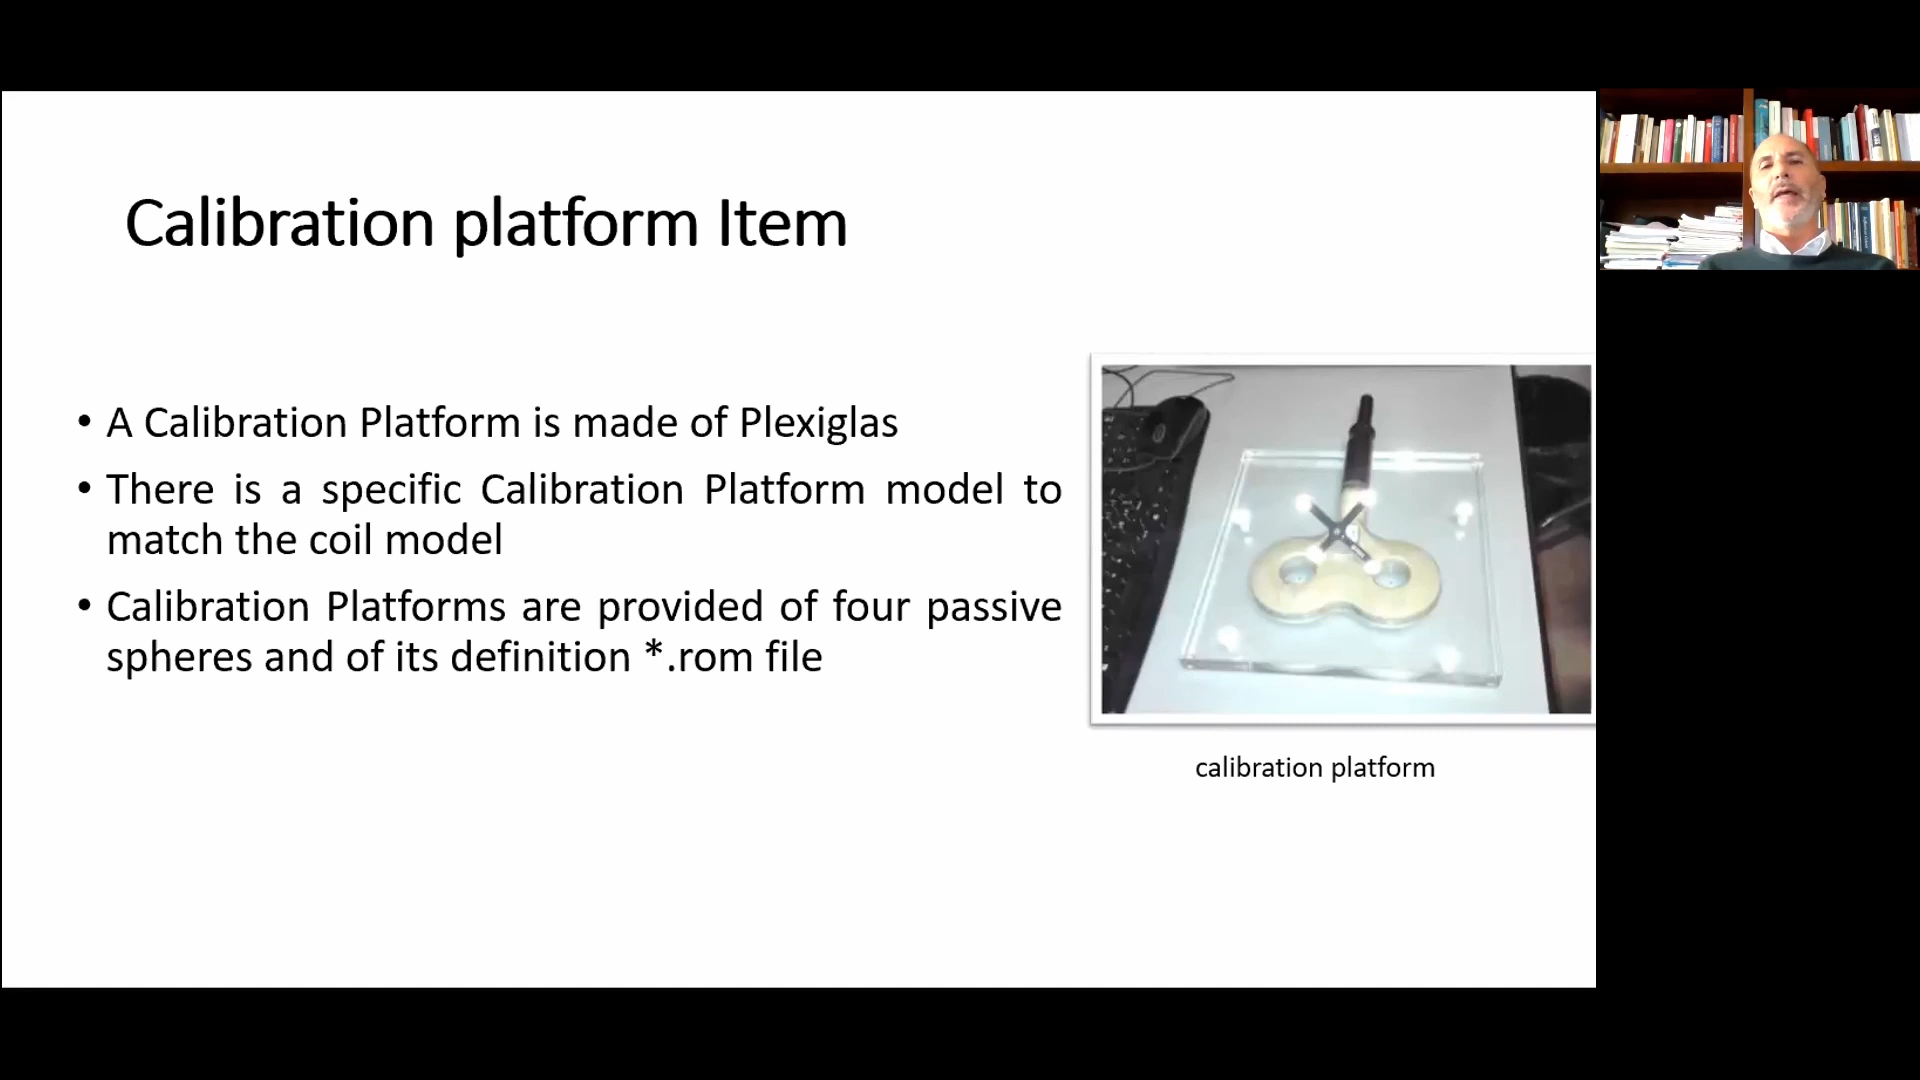 Calibration platform Item
• A Calibration Platform is made of Plexiglas
• There is a specific Calibration Platform model to
match the coil model
• Calibration Platforms are provided of four passive
spheres and of its definition *.rom file
calibration platform